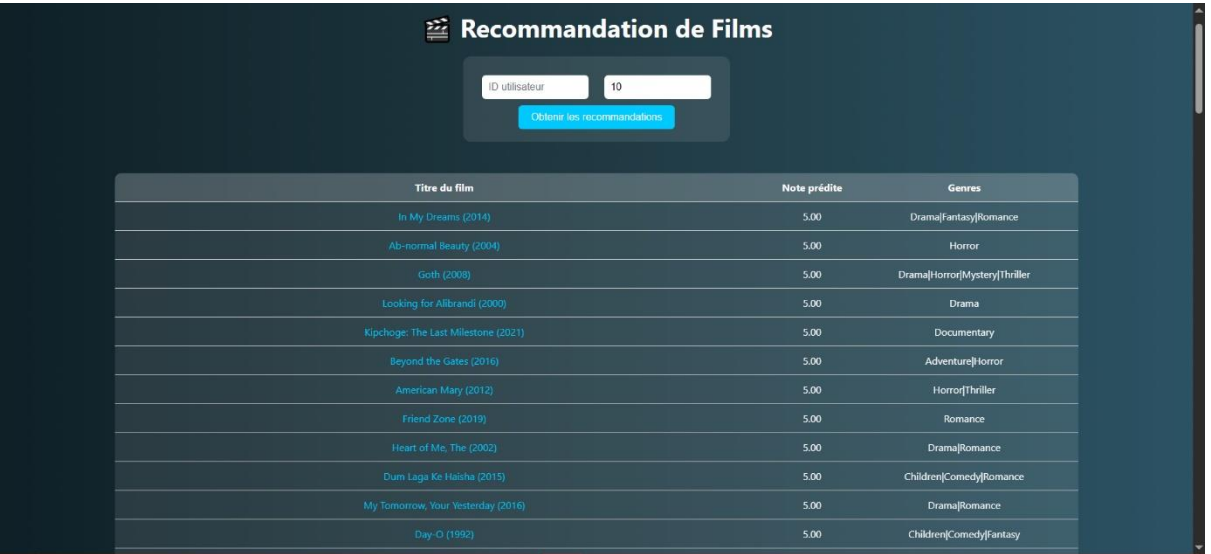 🎬 Recommandation de Films
ID utilisateur 10
Obtenir les recommandations
Titre du film Note prédite Genres
In My Dreams (2014) 5.00 Drama|Fantasy|Romance
Ab-normal Beauty (2004) 5.00 Horror
Goth (2008) 5.00 Drama|Horror|Mystery|Thriller
Looking for Alibrandi (2000) 5.00 Drama
Kipchoge: The Last Milestone (2021) 5.00 Documentary
Beyond the Gates (2016) 5.00 Adventure|Horror
American Mary (2012) 5.00 Horror|Thriller
Friend Zone (2019) 5.00 Romance
Heart of Me, The (2002) 5.00 Drama|Romance
Dum Laga Ke Haisha (2015) 5.00 Children|Comedy|Romance
My Tomorrow, Your Yesterday (2016) 5.00 Drama|Romance
Day-O (1992) 5.00 Children|Comedy|Fantasy